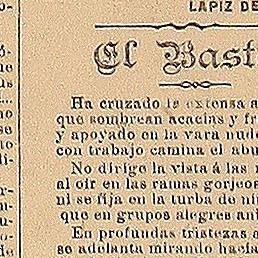 LAPIZ DE
El Bast
Ha cruzado la extensa a
que sombrean acacias y fr
y apoyado en la vara nudo
con trabajo camina el abu
No dirige la vista á las
al oir en las ramas gorjeos
ni se fija en la turba de ni
que en grupos alegres ani
En profundas tristezas a
se adelanta mirando hacia